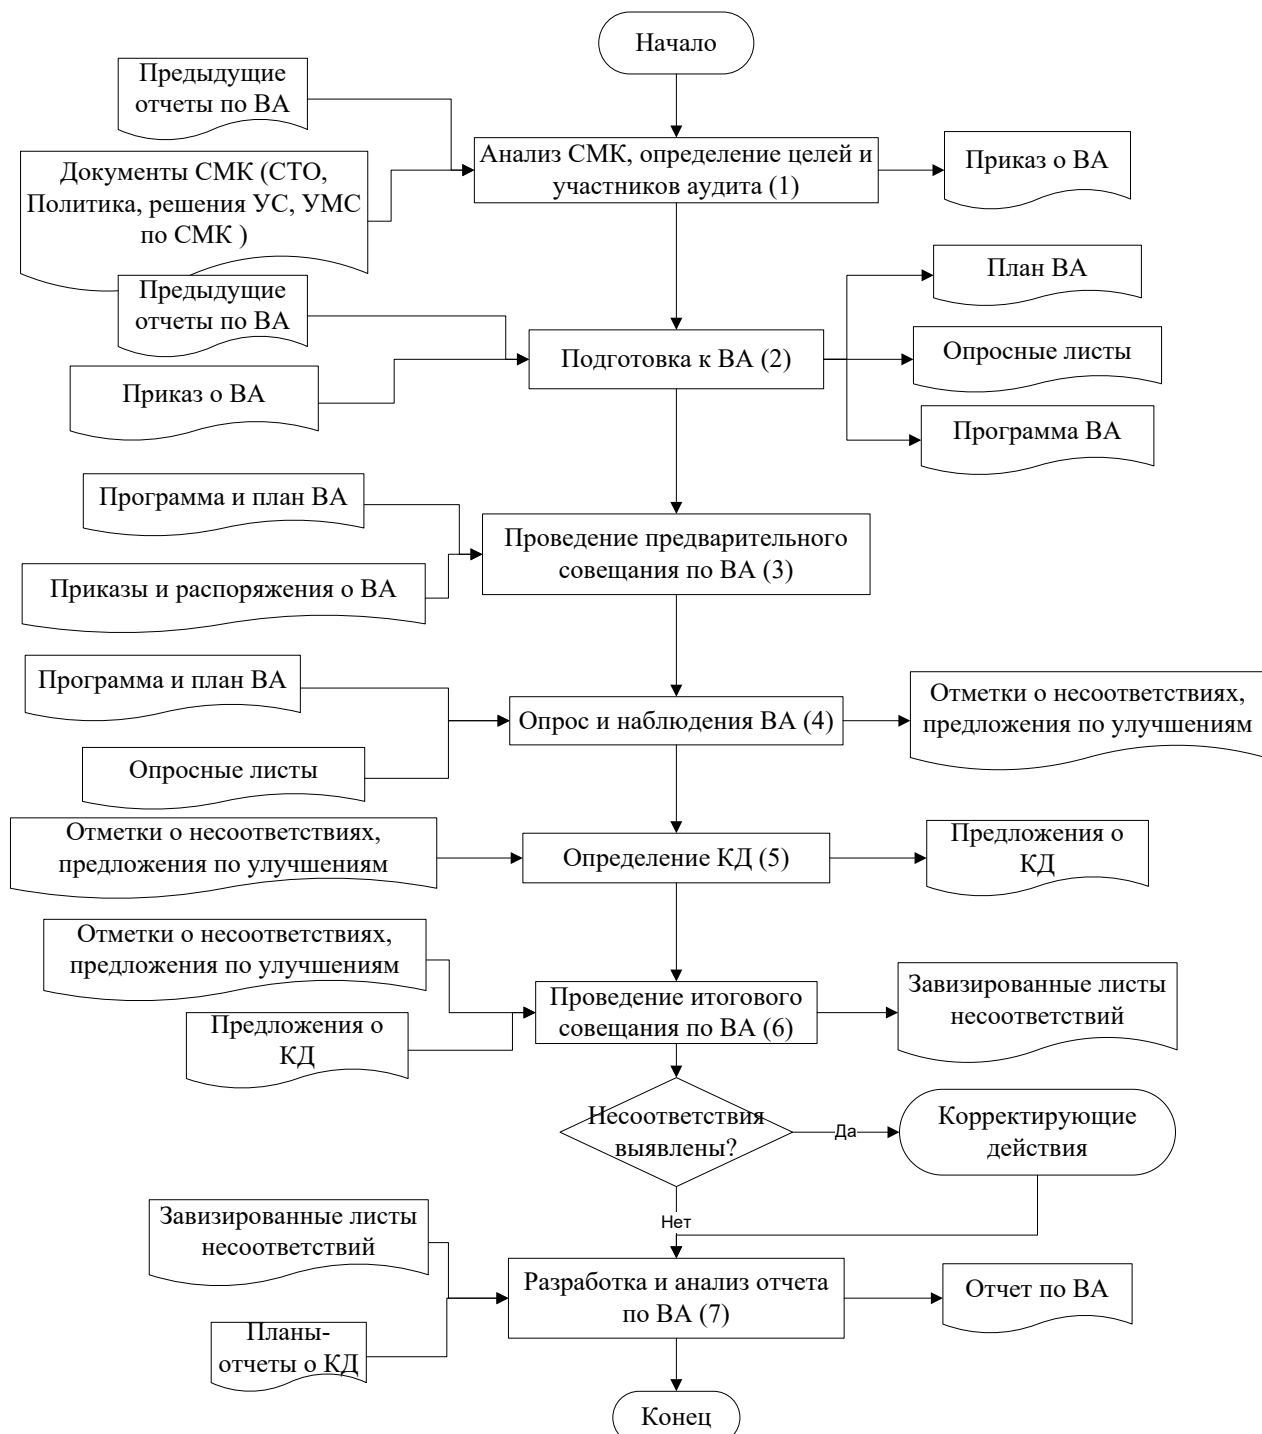 Начало
Предыдущие
отчеты по ВА
Анализ СМК, определение целей и
участников аудита (1)
Приказ о ВА
Документы СМК (СТО,
Политика, решения УС, УМС
по СМК )
Предыдущие
отчеты по ВА
План ВА
Подготовка к ВА (2)
Опросные листы
Приказ о ВА
Программа ВА
Программа и план ВА
Проведение предварительного
совещания по ВА (3)
Приказы и распоряжения о ВА
Программа и план ВА
Опрос и наблюдения ВА (4)
Отметки о несоответствиях,
предложения по улучшениям
Опросные листы
Отметки о несоответствиях,
предложения по улучшениям
Определение КД (5)
Предложения о
КД
Отметки о несоответствиях,
предложения по улучшениям
Проведение итогового
совещания по ВА (6)
Завизированные листы
несоответствий
Предложения о
КД
Несоответствия
выявлены?
Да
Корректирующие
действия
Нет
Завизированные листы
несоответствий
Разработка и анализ отчета
по ВА (7)
Отчет по ВА
Планы-
отчеты о КД
Конец